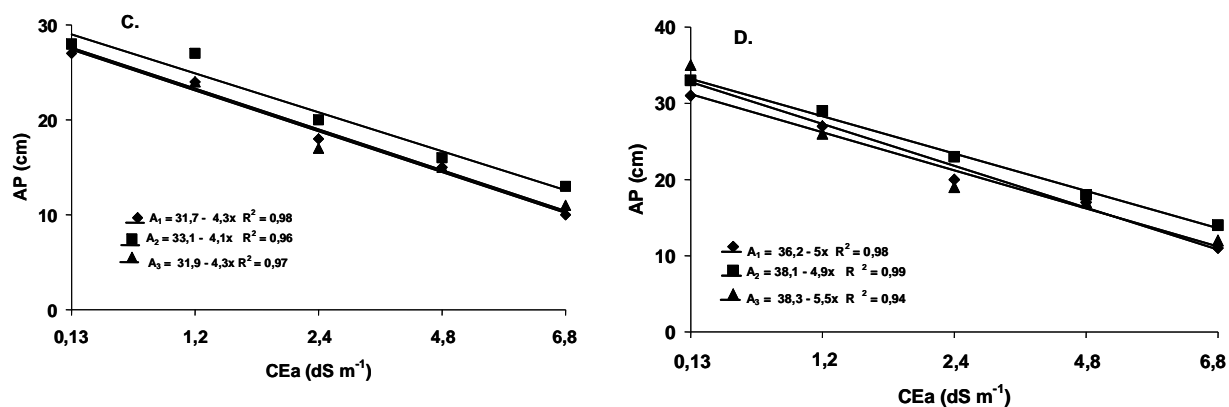 C.
30
20
10
0
AP (cm)
A₁ = 31,7 - 4,3x R² = 0,98
A₂ = 33,1 - 4,1x R² = 0,96
A₃ = 31,9 - 4,3x R² = 0,97
0,13 1,2 2,4 4,8 6,8
CEa (dS m⁻¹)
D.
40
30
20
10
0
AP (cm)
A₁ = 36,2 - 5x R² = 0,98
A₂ = 38,1 - 4,9x R² = 0,99
A₃ = 38,3 - 5,5x R² = 0,94
0,13 1,2 2,4 4,8 6,8
CEa (dS m⁻¹)